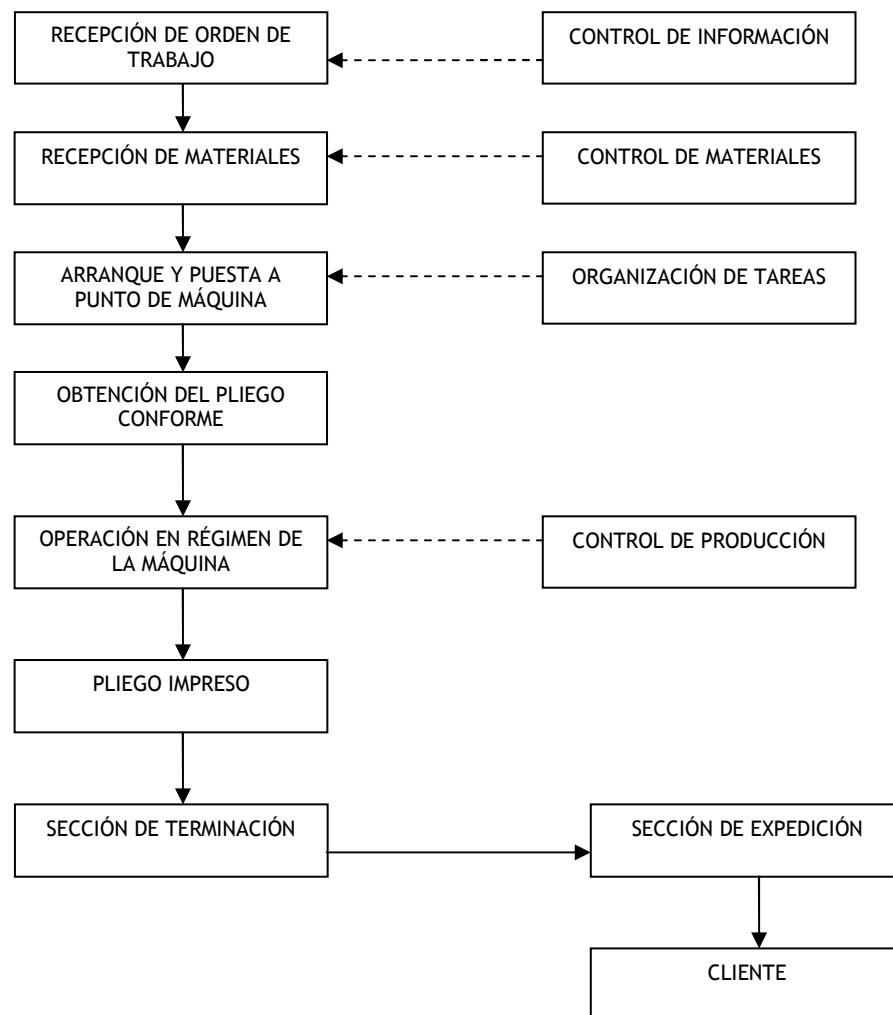 RECEPCIÓN DE ORDEN DE
TRABAJO
CONTROL DE INFORMACIÓN
RECEPCIÓN DE MATERIALES
CONTROL DE MATERIALES
ARRANQUE Y PUESTA A
PUNTO DE MÁQUINA
ORGANIZACIÓN DE TAREAS
OBTENCIÓN DEL PLIEGO
CONFORME
OPERACIÓN EN RÉGIMEN DE
LA MÁQUINA
CONTROL DE PRODUCCIÓN
PLIEGO IMPRESO
SECCIÓN DE TERMINACIÓN
SECCIÓN DE EXPEDICIÓN
CLIENTE